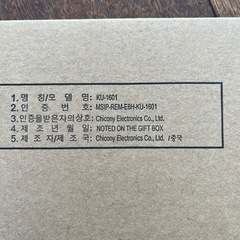 1. 명 칭/모 델 명: KU-1601
2. 인 증 번 호: MSIP-REM-E8H-KU-1601
3. 인증을받은자의상호: Chicony Electronics Co., Ltd.
4. 제 조 년 월 일: NOTED ON THE GIFT BOX
5. 제 조 자/제 조 국: Chicony Electronics Co., Ltd. /중국